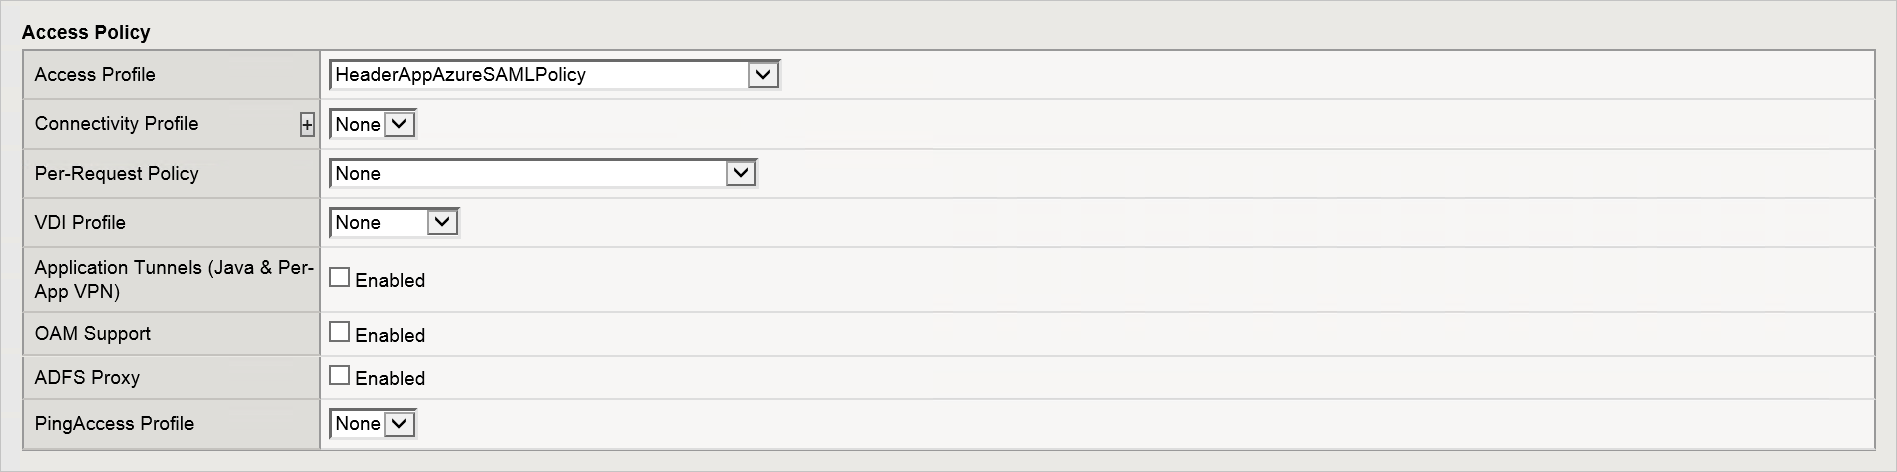 Access Policy
Access Profile
HeaderAppAzureSAMLPolicy
Connectivity Profile
+
None
Per-Request Policy
None
VDI Profile
None
Application Tunnels (Java & Per-
App VPN)
Enabled
OAM Support
Enabled
ADFS Proxy
Enabled
PingAccess Profile
None